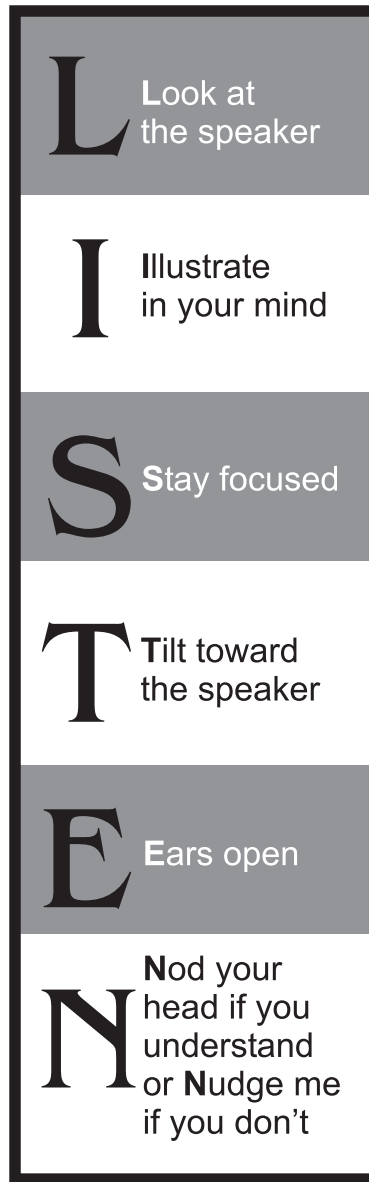 L
Look at
the speaker
I
Illustrate
in your mind
S
Stay focused
T
Tilt toward
the speaker
E
Ears open
N
Nod your
head if you
understand
or Nudge me
if you don't